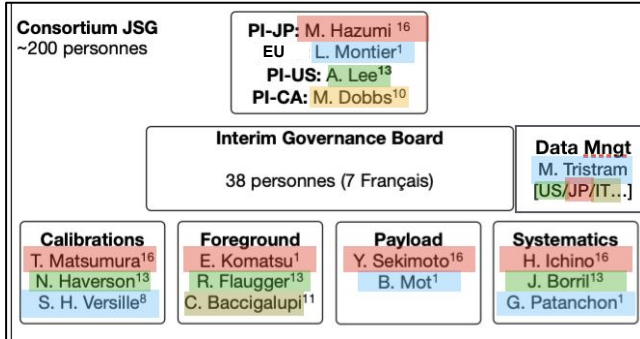 Consortium JSG
~200 personnes
PI-JP: M. Hazumi 16
EU L. Montier1
PI-US: A. Lee13
PI-CA: M. Dobbs10
Interim Governance Board
38 personnes (7 Français)
Data Mngt
M. Tristram
[US/JP/IT...]
Calibrations
T. Matsumura16
N. Haverson13
S. H. Versille8
Foreground
E. Komatsu1
R. Flaugger13
C. Baccigalupi11
Payload
Y. Sekimoto16
B. Mot1
Systematics
H. Ichino16
J. Borril13
G. Patanchon1